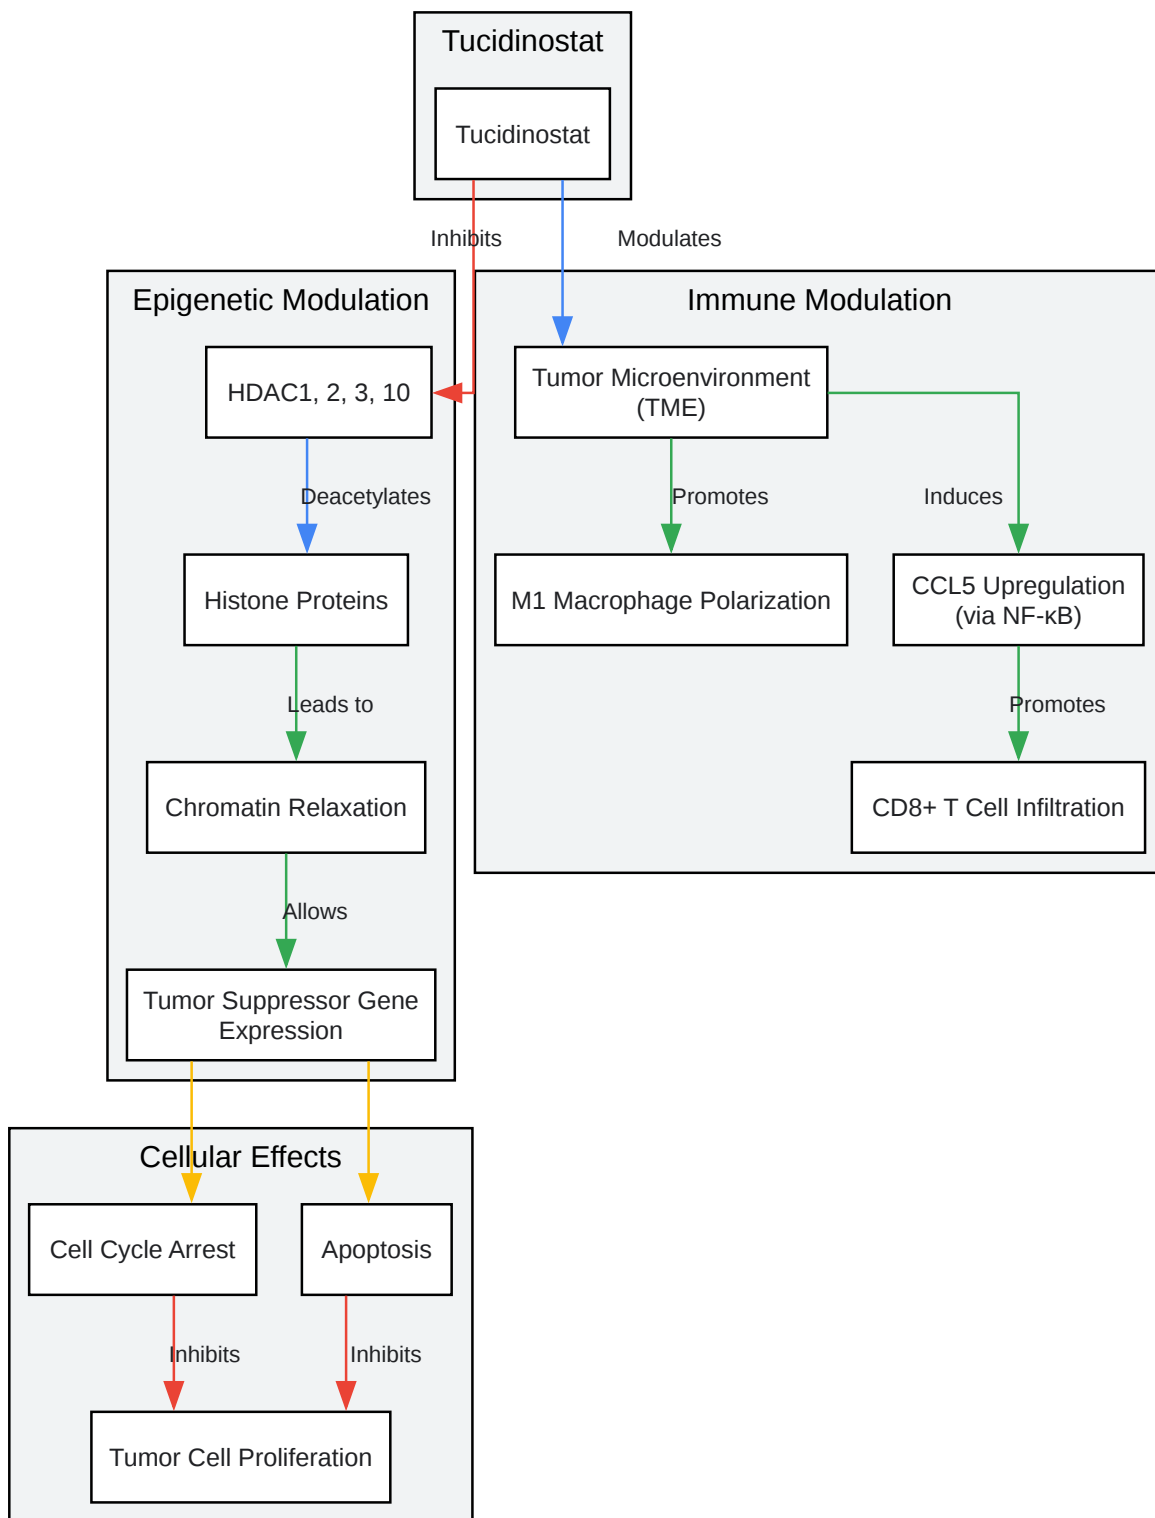 Tucidinostat
Tucidinostat
Inhibits
Modulates
Epigenetic Modulation
HDAC1, 2, 3, 10
Deacetylates
Histone Proteins
Leads to
Chromatin Relaxation
Allows
Tumor Suppressor Gene
Expression
Immune Modulation
Tumor Microenvironment
(TME)
Promotes
Induces
M1 Macrophage Polarization
CCL5 Upregulation
(via NF-κB)
Promotes
CD8+ T Cell Infiltration
Cellular Effects
Cell Cycle Arrest
Apoptosis
Inhibits
Inhibits
Tumor Cell Proliferation